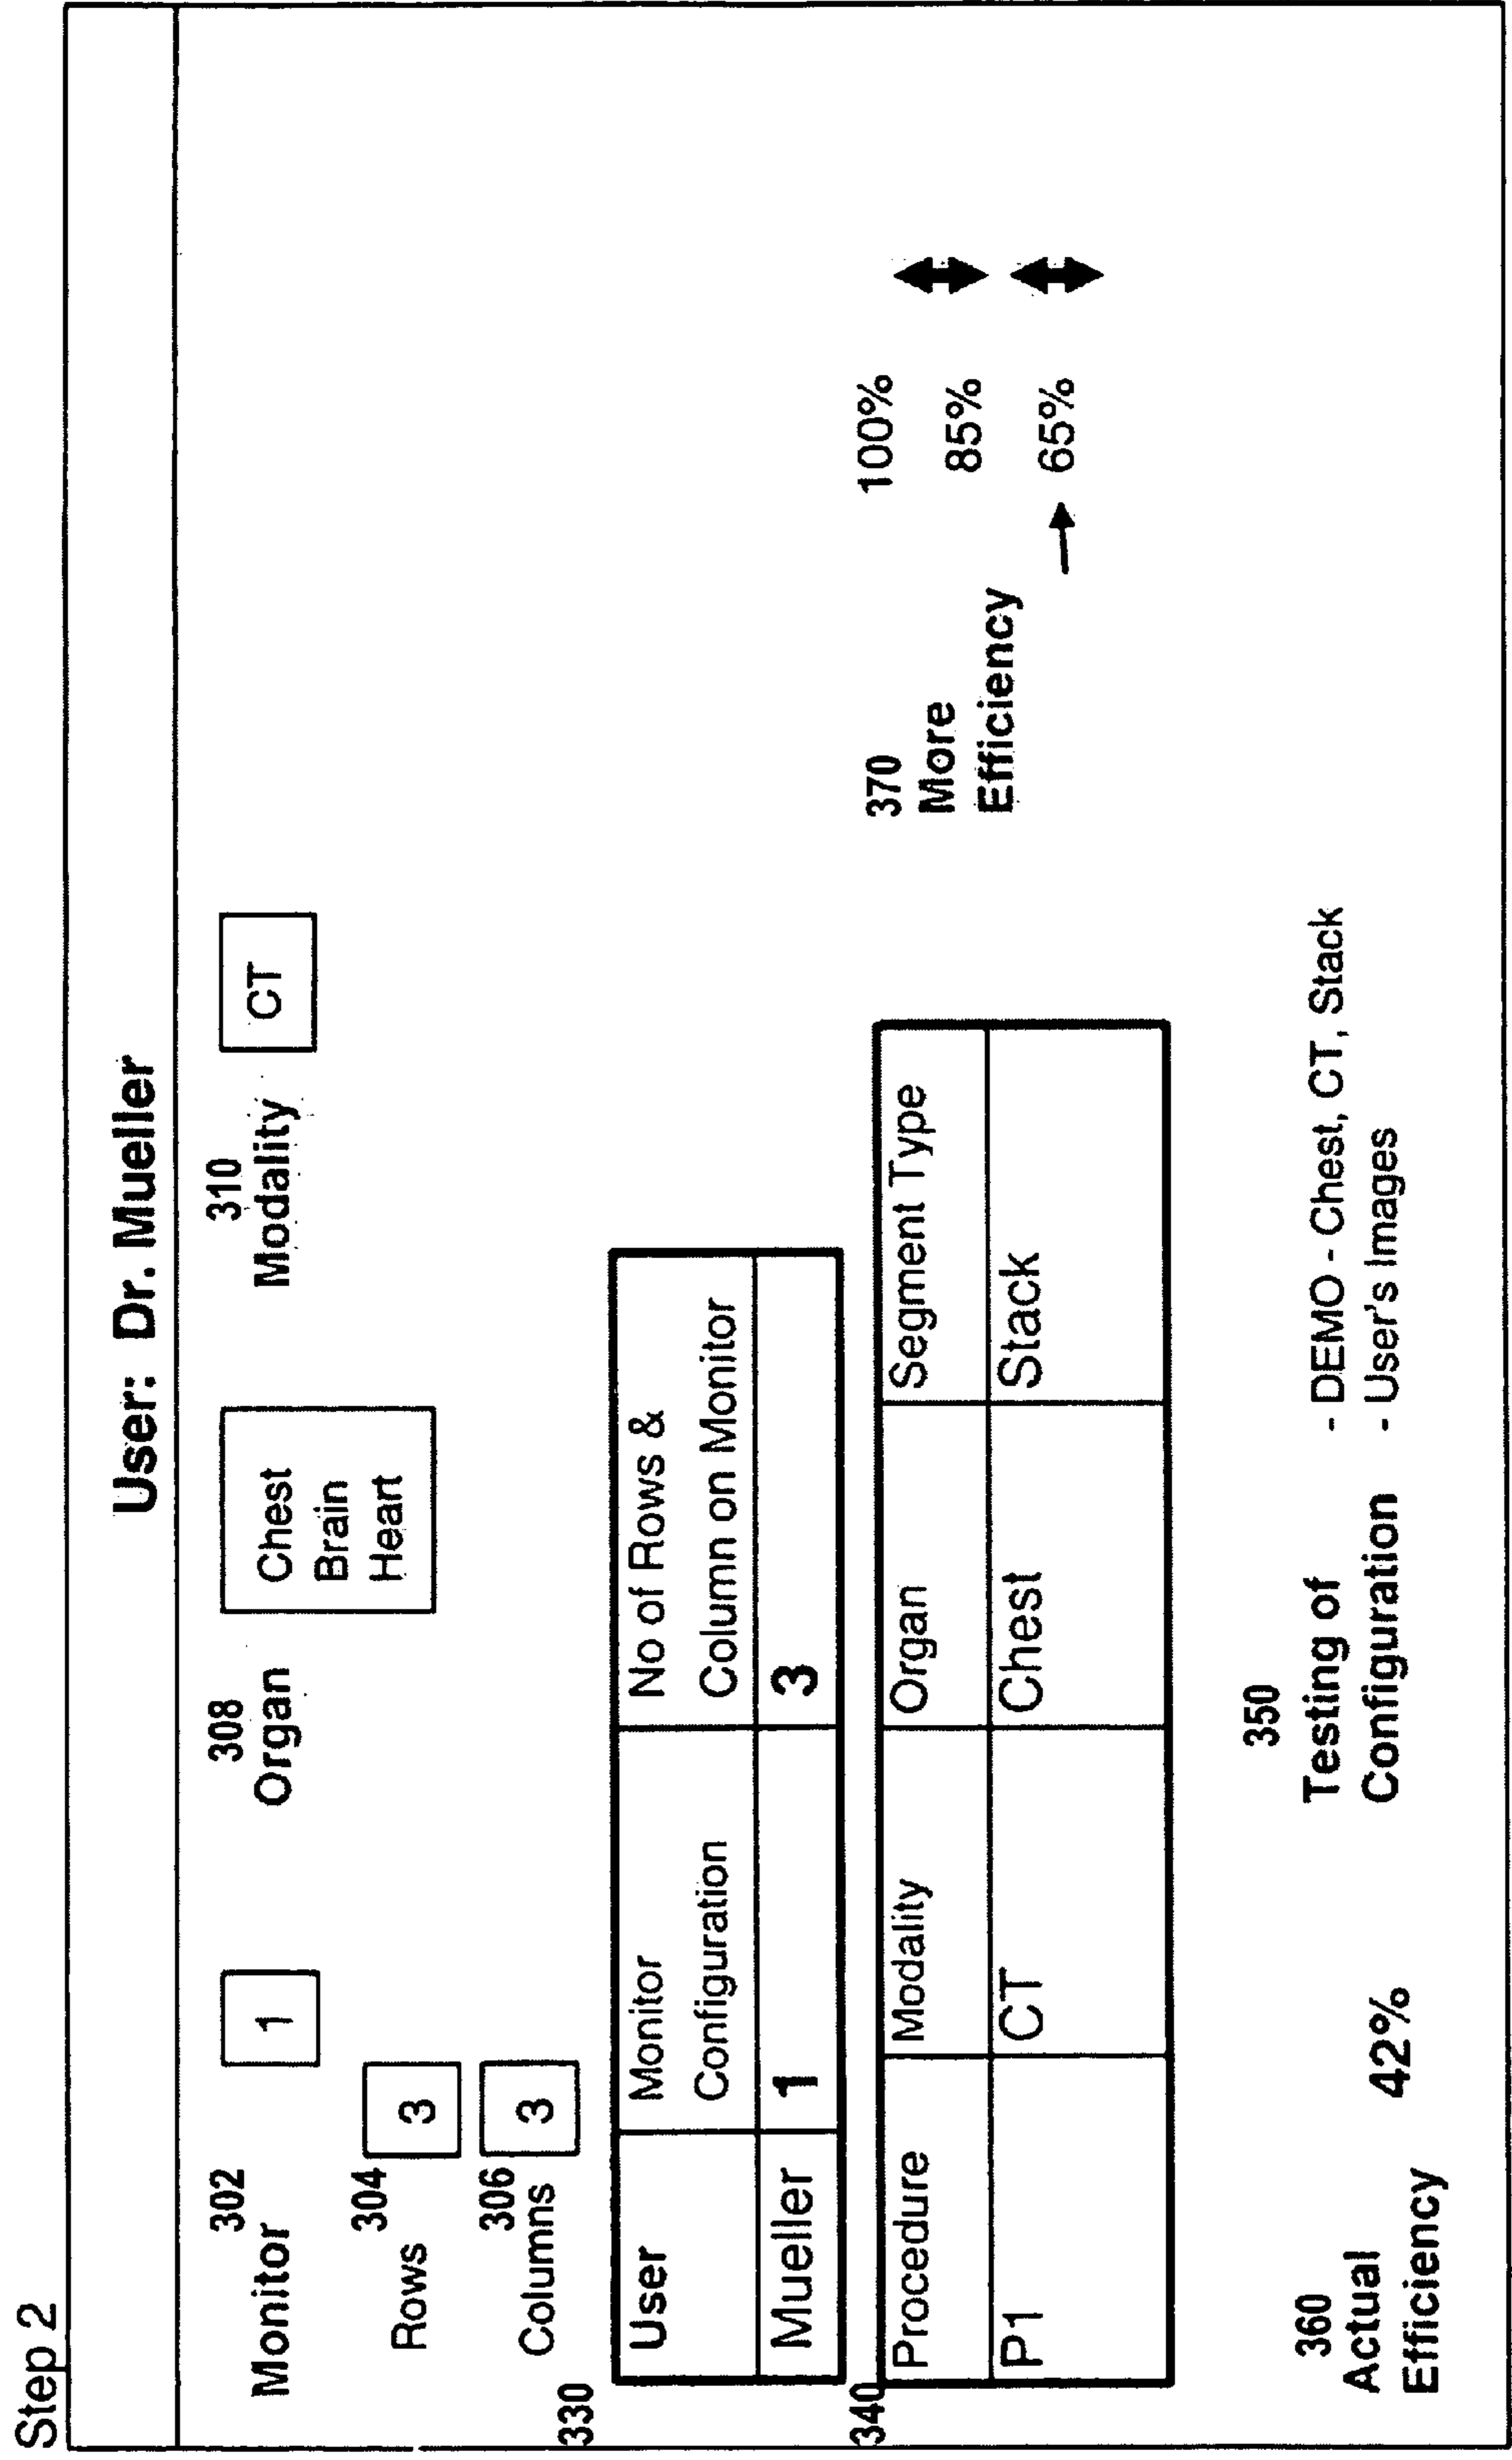 Step 2
User: Dr. Mueller
302
Monitor
1
308
Organ
Chest
Brain
Heart
310
Modality
CT
304
Rows
3
306
Columns
3
330
User
Monitor
Configuration
No of Rows &
Column on Monitor
Mueller
1
3
340
Procedure
Modality
Organ
Segment Type
P1
CT
Chest
Stack
370
More
Efficiency
100%
85%
65%
360
Actual
Efficiency
42%
350
Testing of
Configuration
- DEMO - Chest, CT, Stack
- User's Images